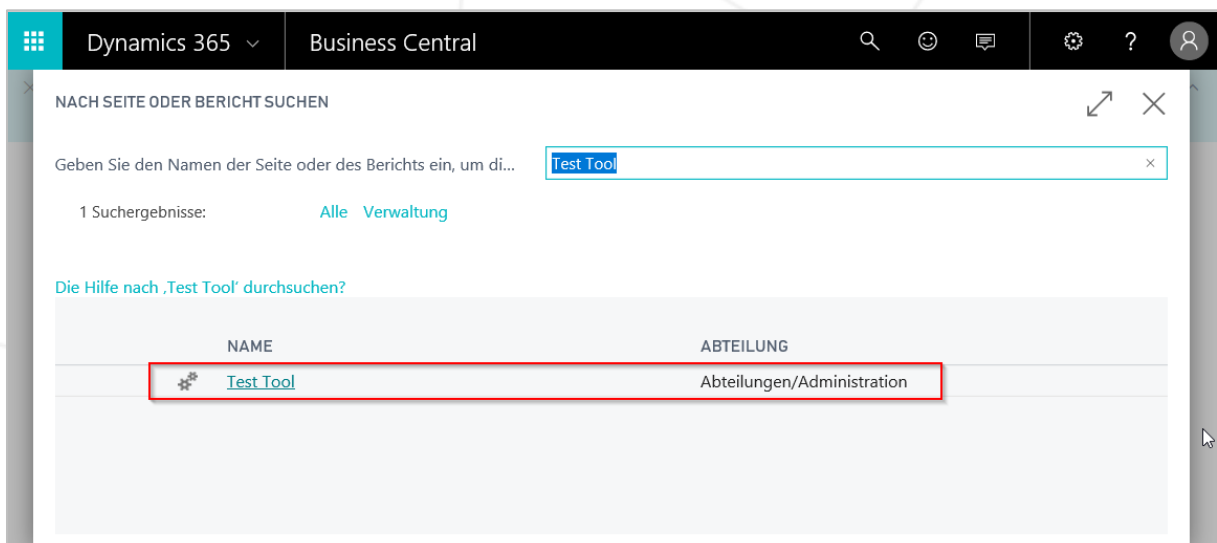 Dynamics 365 Business Central
NACH SEITE ODER BERICHT SUCHEN
Geben Sie den Namen der Seite oder des Berichts ein, um di... Test Tool
1 Suchergebnisse: Alle Verwaltung
Die Hilfe nach ‚Test Tool‘ durchsuchen?
NAME ABTEILUNG
Test Tool Abteilungen/Administration